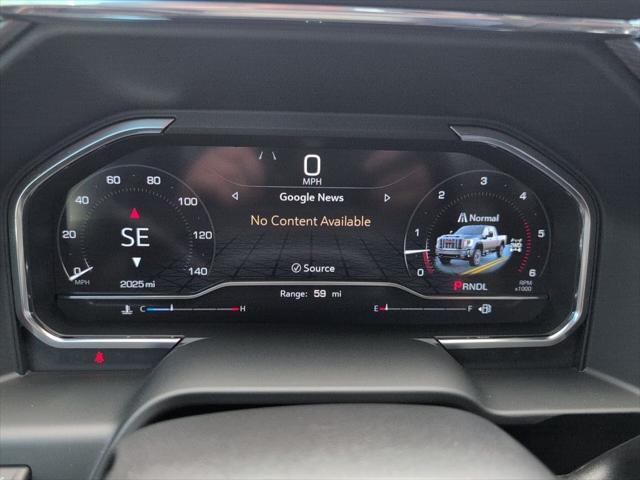 0
MPH
Google News
No Content Available
Source
Range: 59 mi
0 20 40 60 80 100 120 140
SE
MPH
2025 mi
C H
0 1 2 3 4 5 6
Normal
PRNDL
RPM
x1000
E F